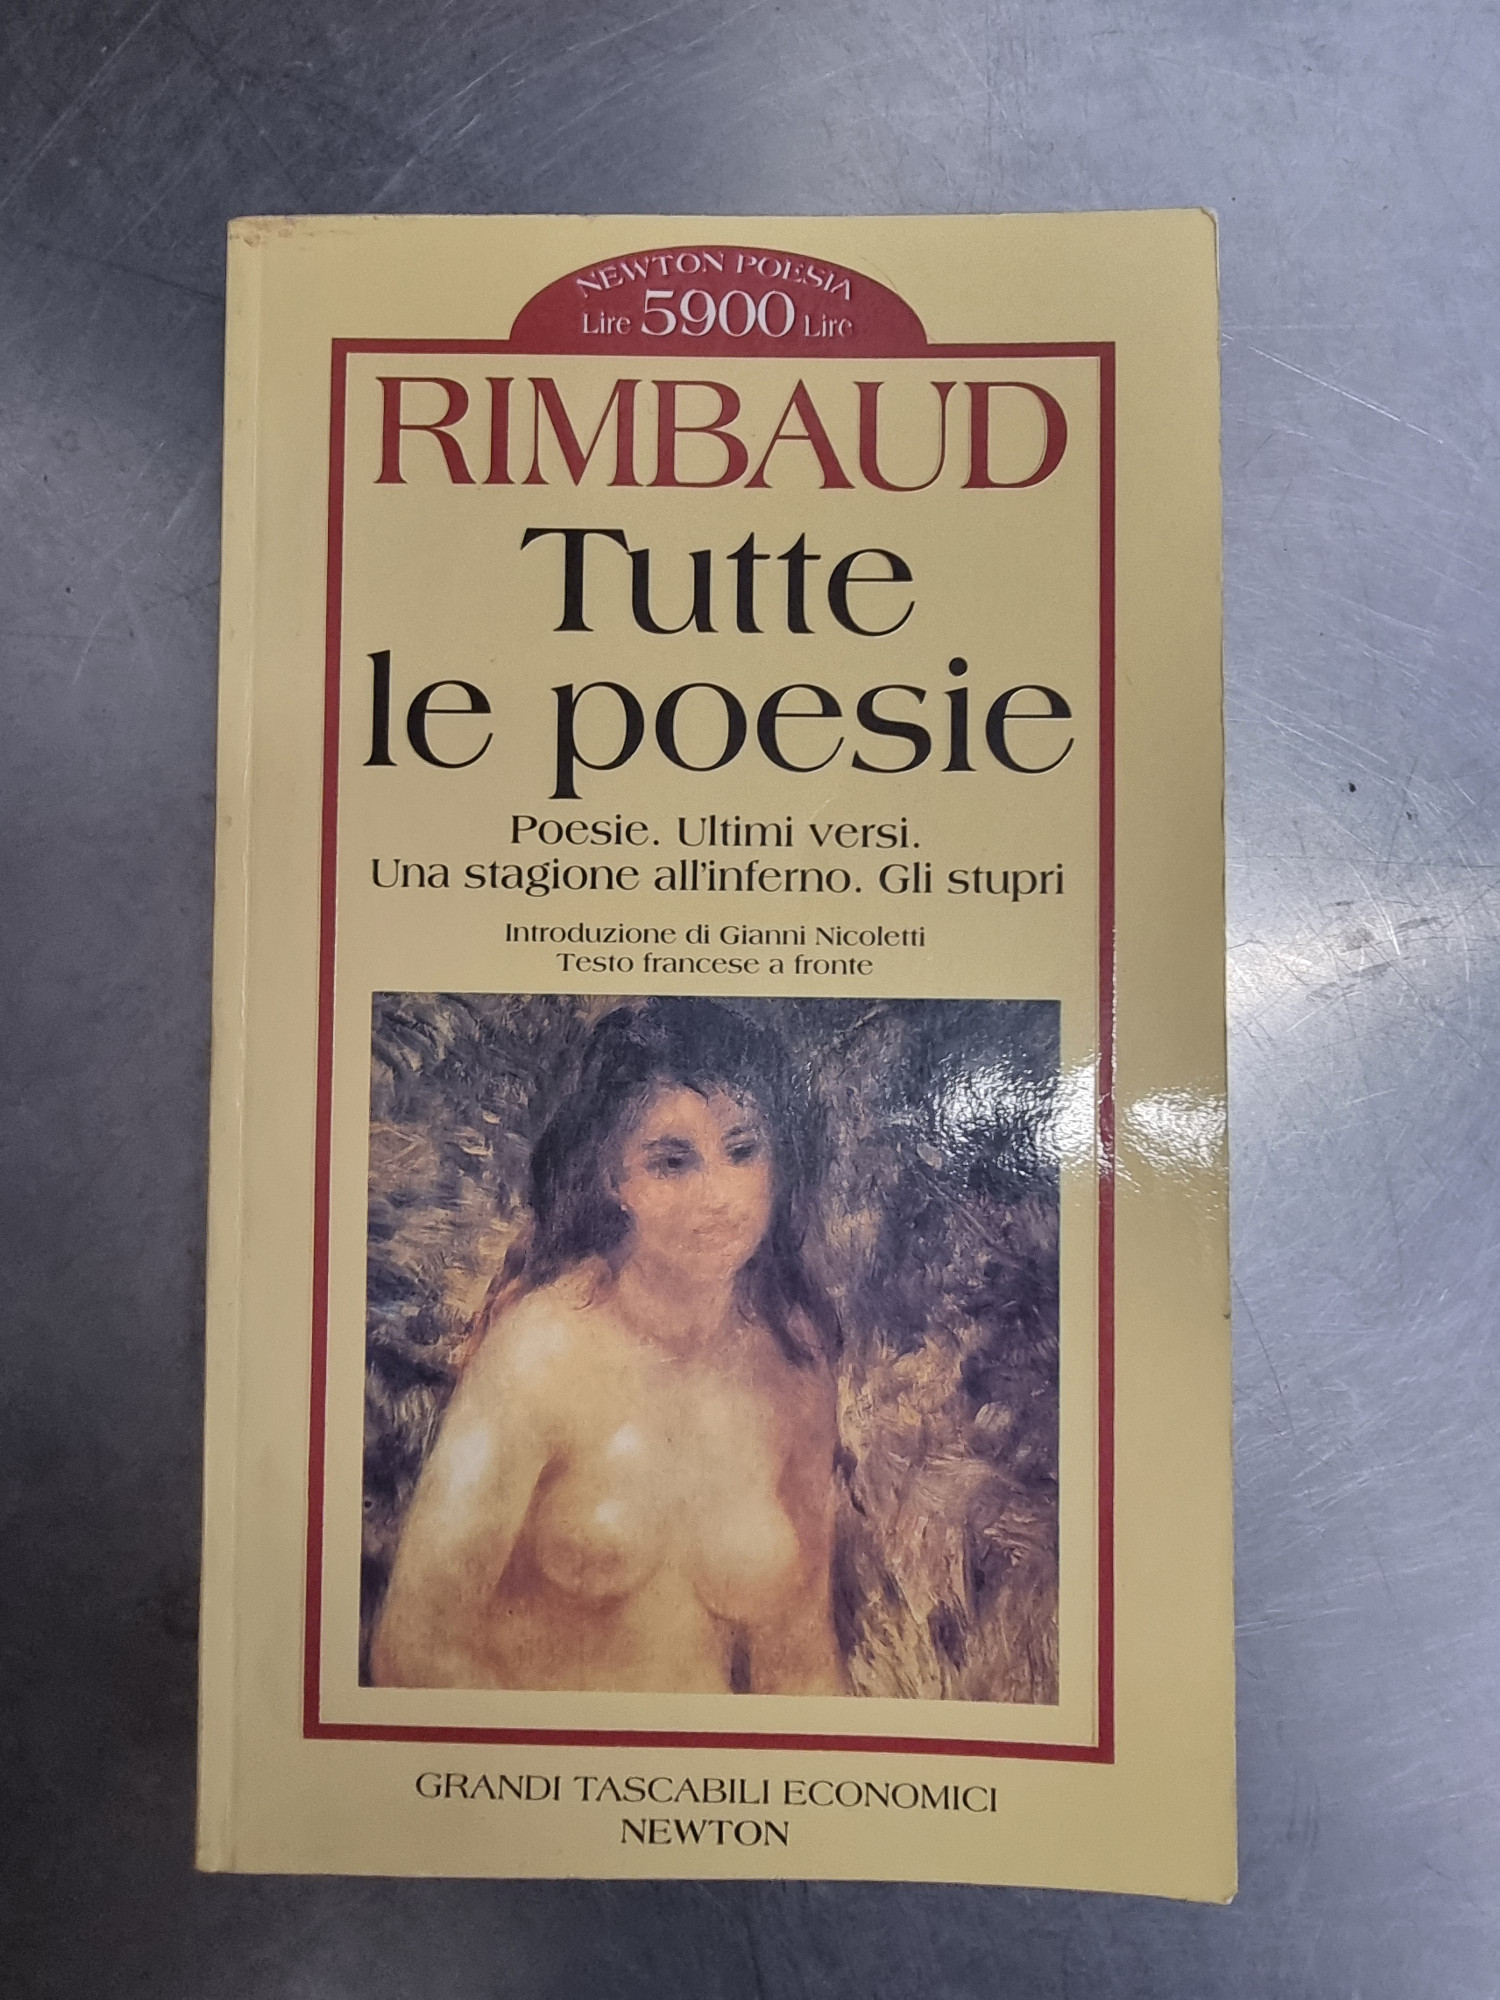 NEWTON POESIA
Lire 5900 Lire
RIMBAUD
Tutte
le poesie
Poesie. Ultimi versi.
Una stagione all'inferno. Gli stupri
Introduzione di Gianni Nicoletti
Testo francese a fronte
GRANDI TASCABILI ECONOMICI
NEWTON